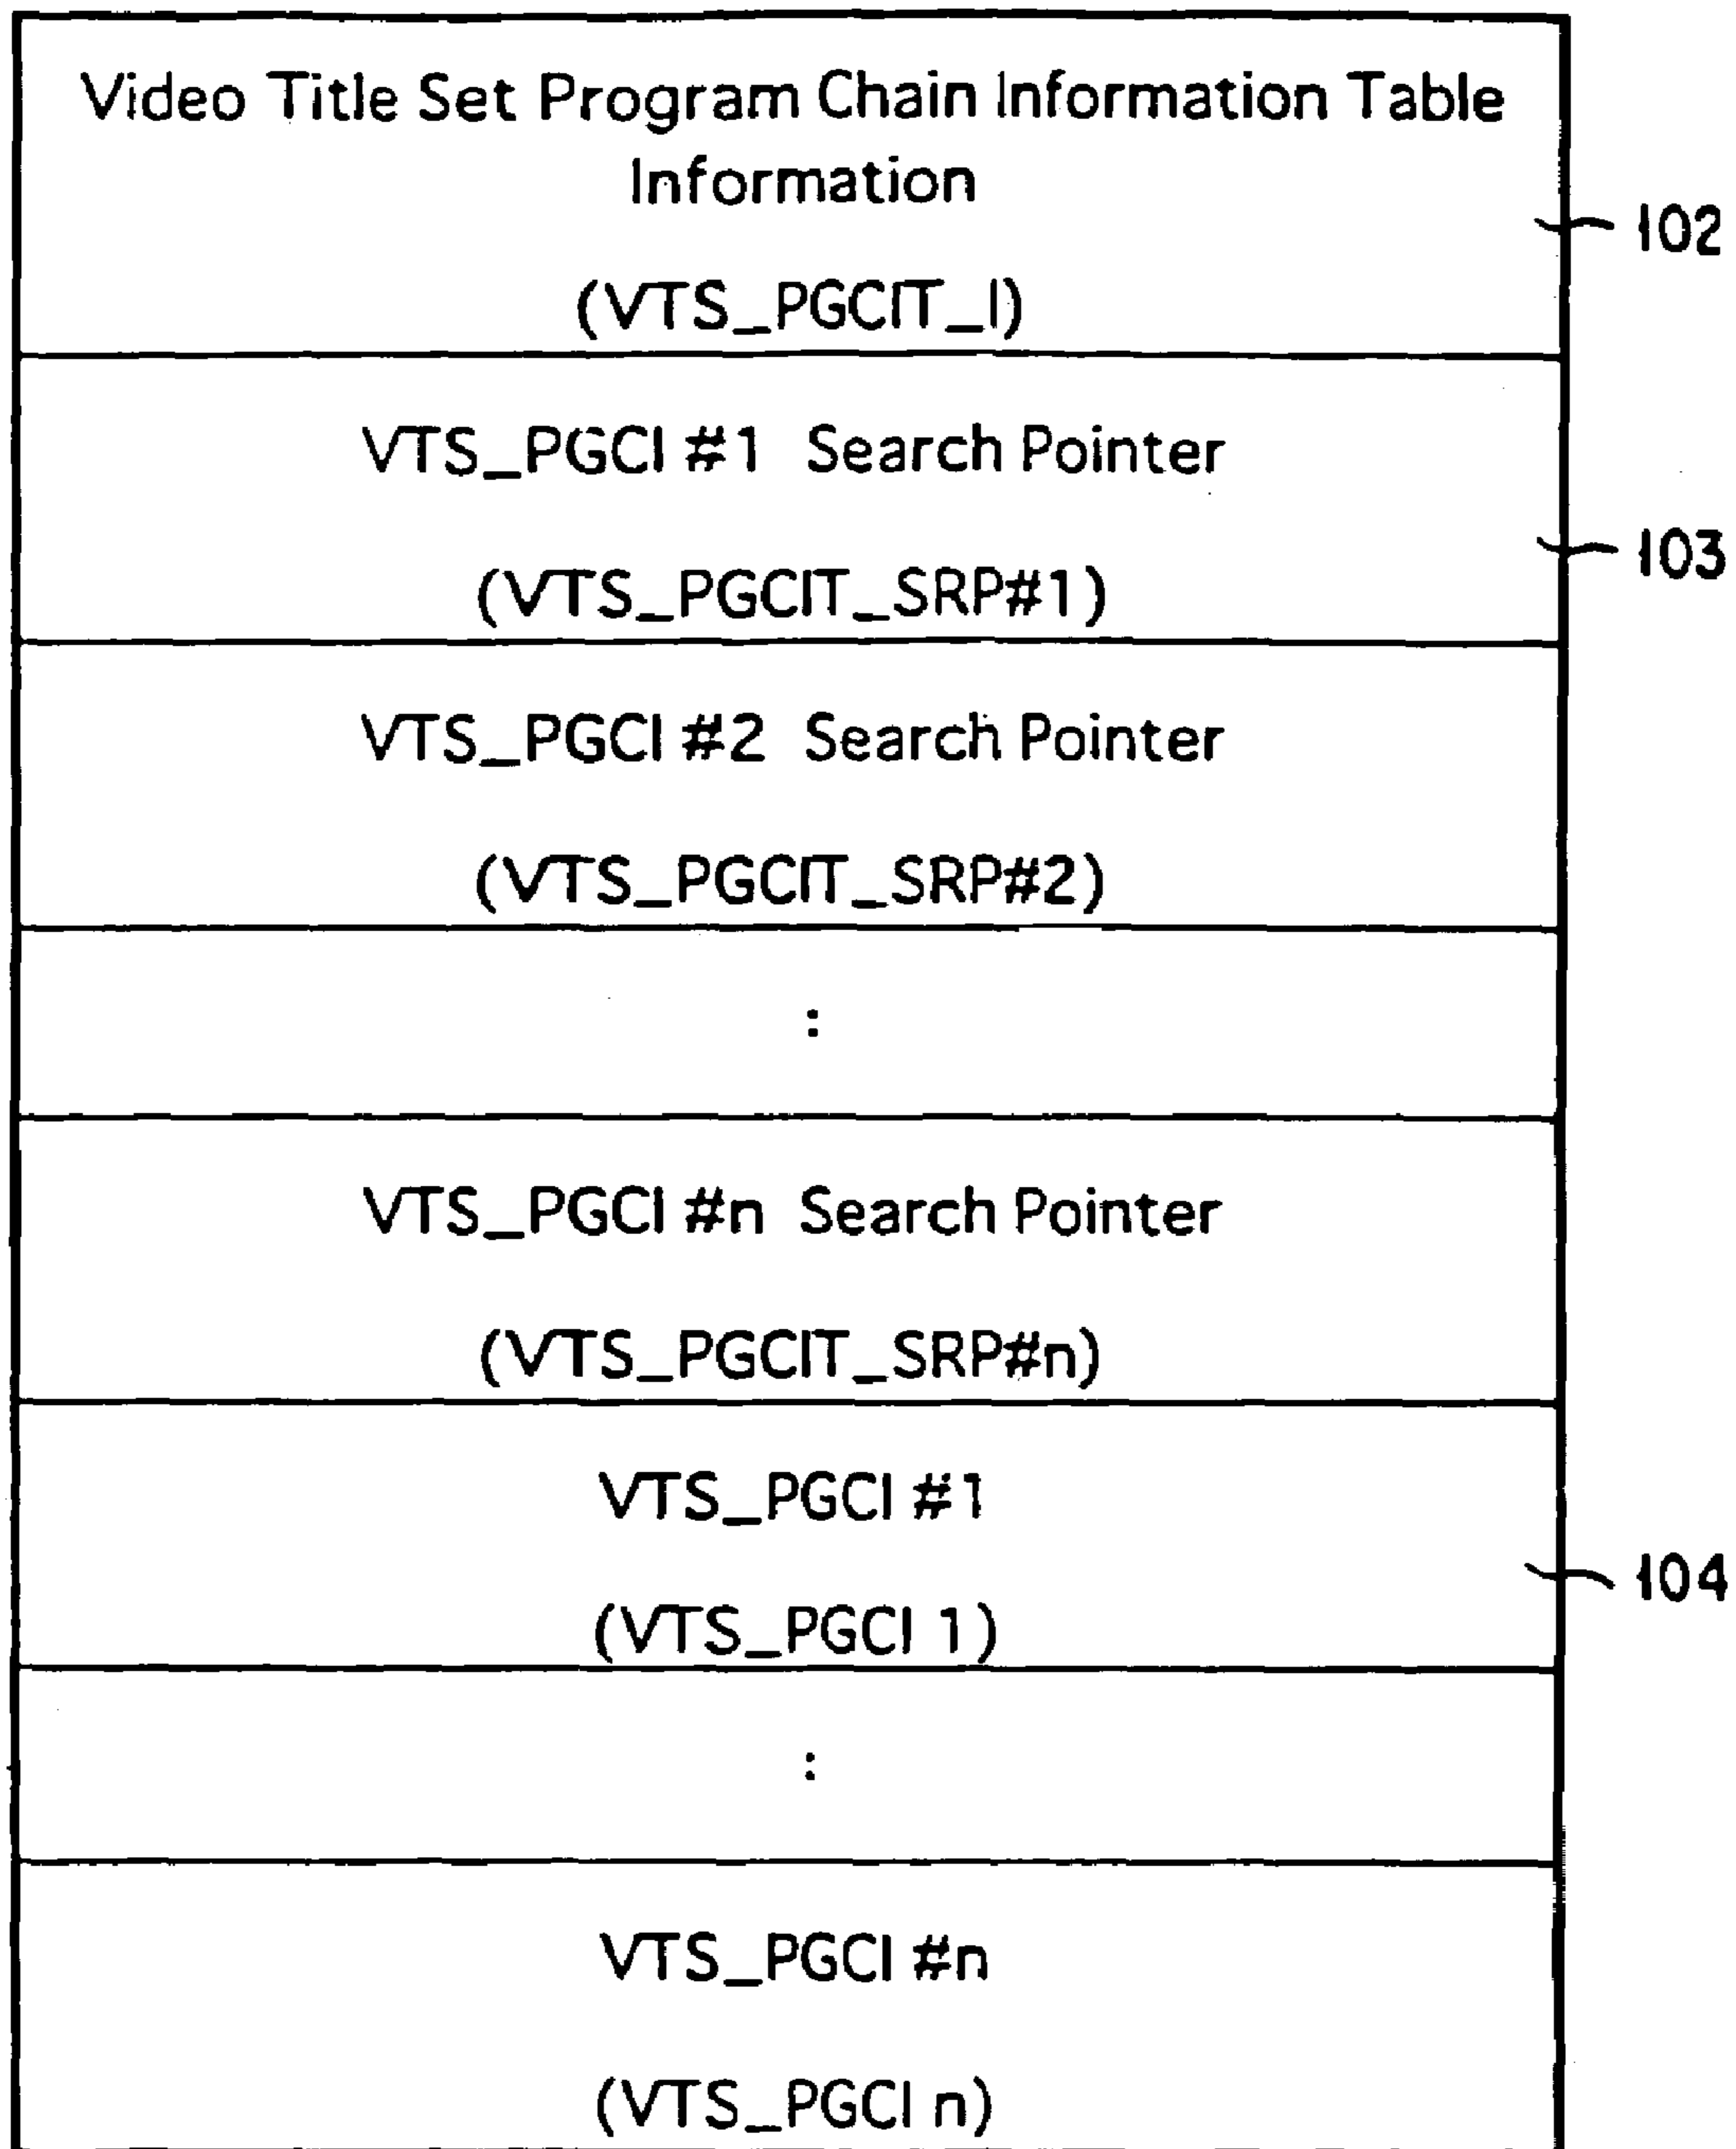 Video Title Set Program Chain Information Table
Information
(VTS_PGCIT_I)
102
VTS_PGCI #1 Search Pointer
(VTS_PGCIT_SRP#1)
103
VTS_PGCI #2 Search Pointer
(VTS_PGCIT_SRP#2)
:
VTS_PGCI #n Search Pointer
(VTS_PGCIT_SRP#n)
VTS_PGCI #1
(VTS_PGCI 1)
104
:
VTS_PGCI #n
(VTS_PGCI n)